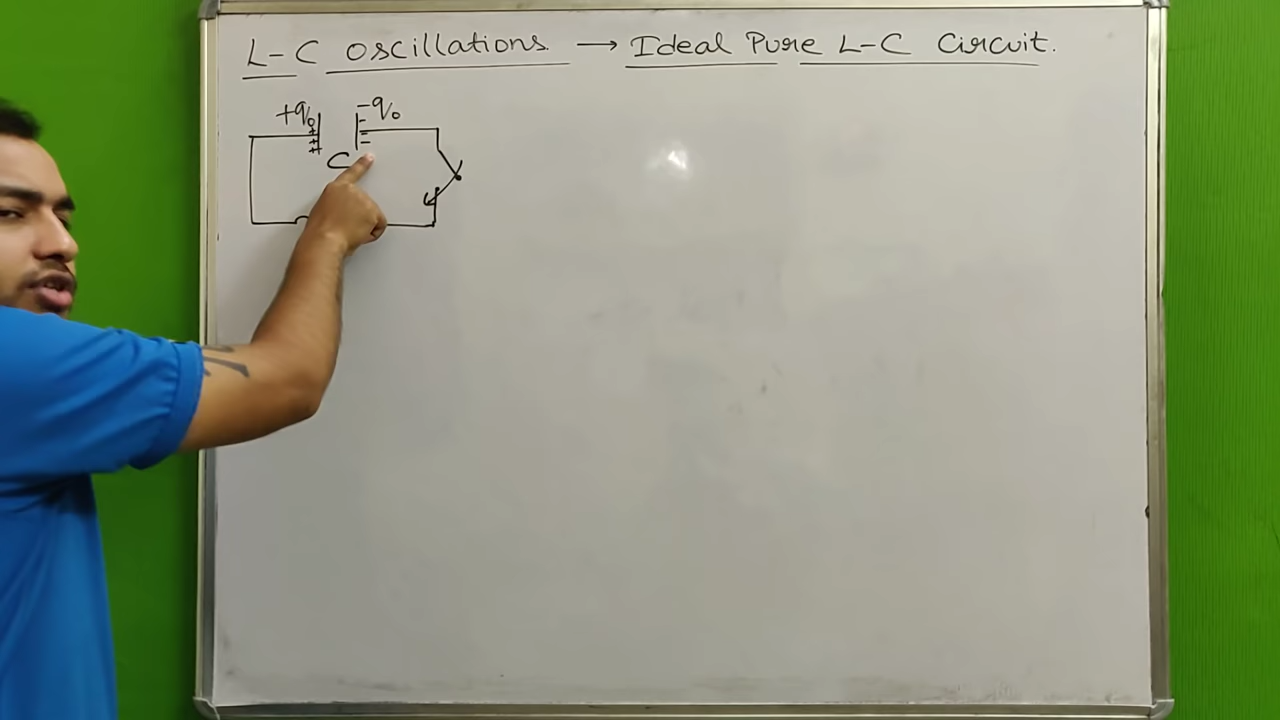 L-C oscillations → Ideal Pure L-C Circuit.
+q₀ -q₀
C